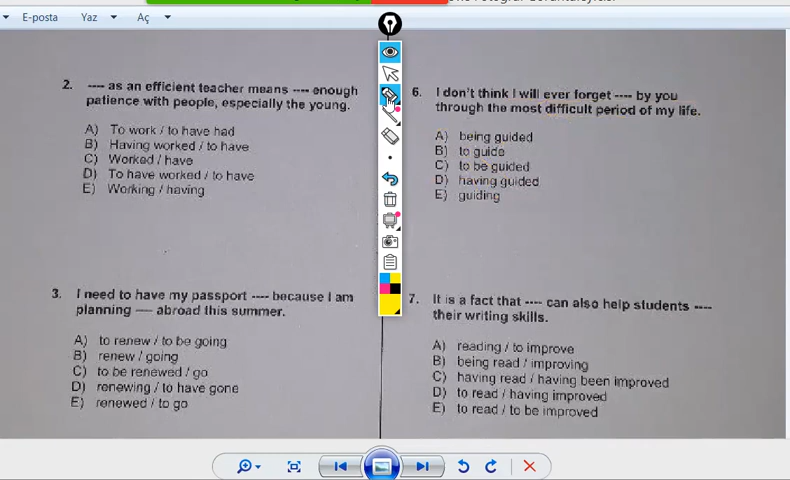 E-posta Yaz Aç
2. ---- as an efficient teacher means ---- enough
patience with people, especially the young.
A) To work / to have had
B) Having worked / to have
C) Worked / have
D) To have worked / to have
E) Working / having
3. I need to have my passport ---- because I am
planning ---- abroad this summer.
A) to renew / to be going
B) renew / going
C) to be renewed / go
D) renewing / to have gone
E) renewed / to go
6. I don't think I will ever forget ---- by you
through the most difficult period of my life.
A) being guided
B) to guide
C) to be guided
D) having guided
E) guiding
7. It is a fact that ---- can also help students ----
their writing skills.
A) reading / to improve
B) being read / improving
C) having read / having been improved
D) to read / having improved
E) to read / to be improved